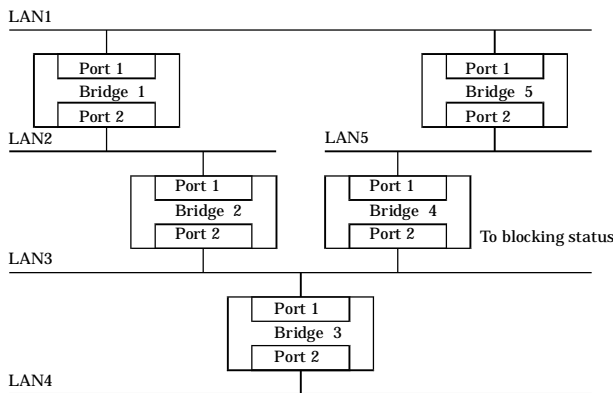 LAN1
Port 1
Bridge 1
Port 2
Port 1
Bridge 5
Port 2
LAN2
LAN5
Port 1
Bridge 2
Port 2
Port 1
Bridge 4
Port 2
To blocking status
LAN3
Port 1
Bridge 3
Port 2
LAN4